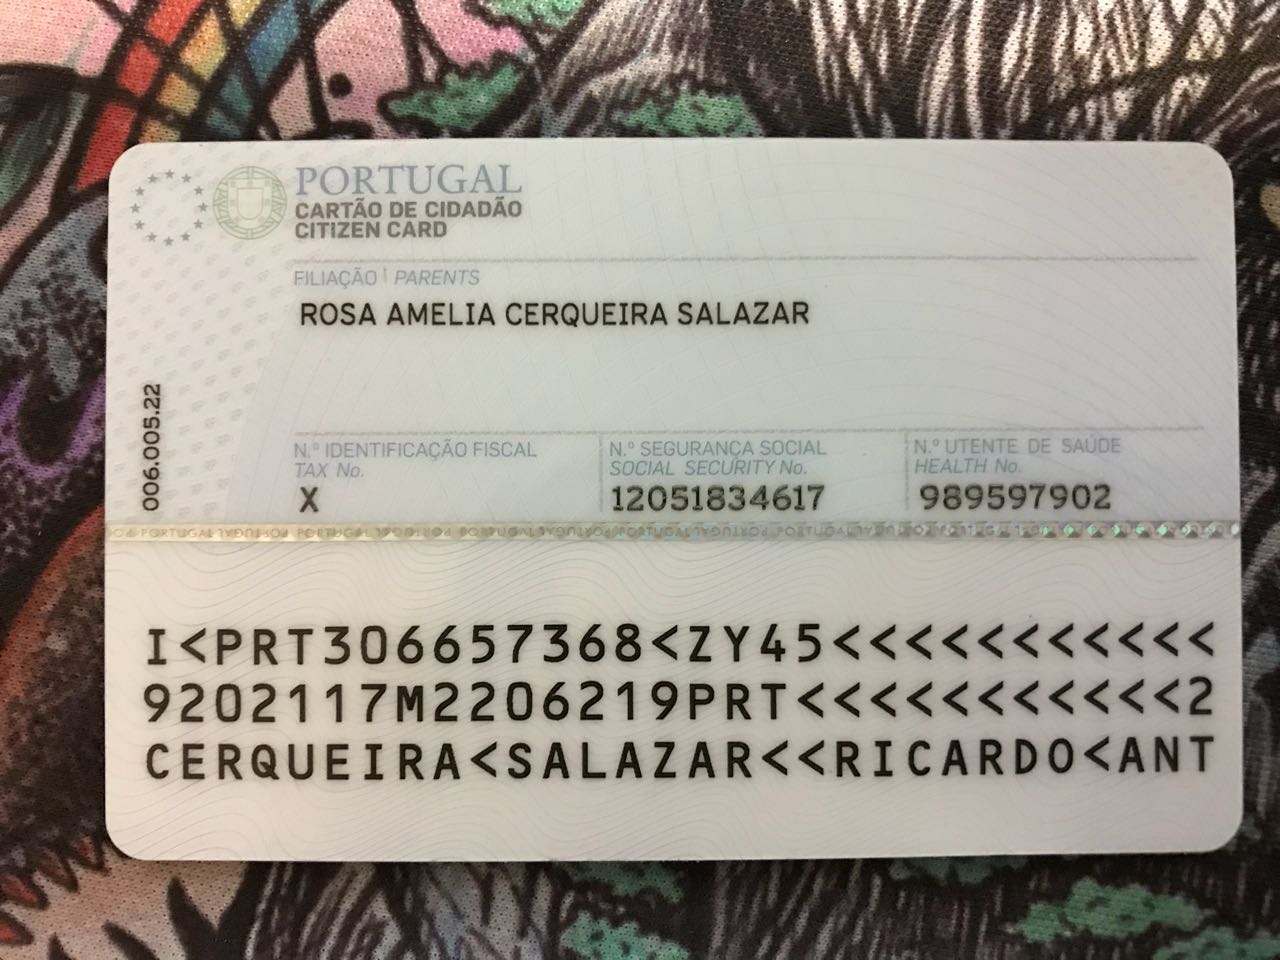 PORTUGAL
CARTÃO DE CIDADÃO
CITIZEN CARD
FILIAÇÃO | PARENTS
ROSA AMELIA CERQUEIRA SALAZAR
006.005.22
N.º IDENTIFICAÇÃO FISCAL
TAX No.
X
N.º SEGURANÇA SOCIAL
SOCIAL SECURITY No.
12051834617
N.º UTENTE DE SAÚDE
HEALTH No.
989597902
I<PRT306657368<ZY45<<<<<<<<<<<
9202117M2206219PRT<<<<<<<<<<<2
CERQUEIRA<SALAZAR<<RICARDO<ANT